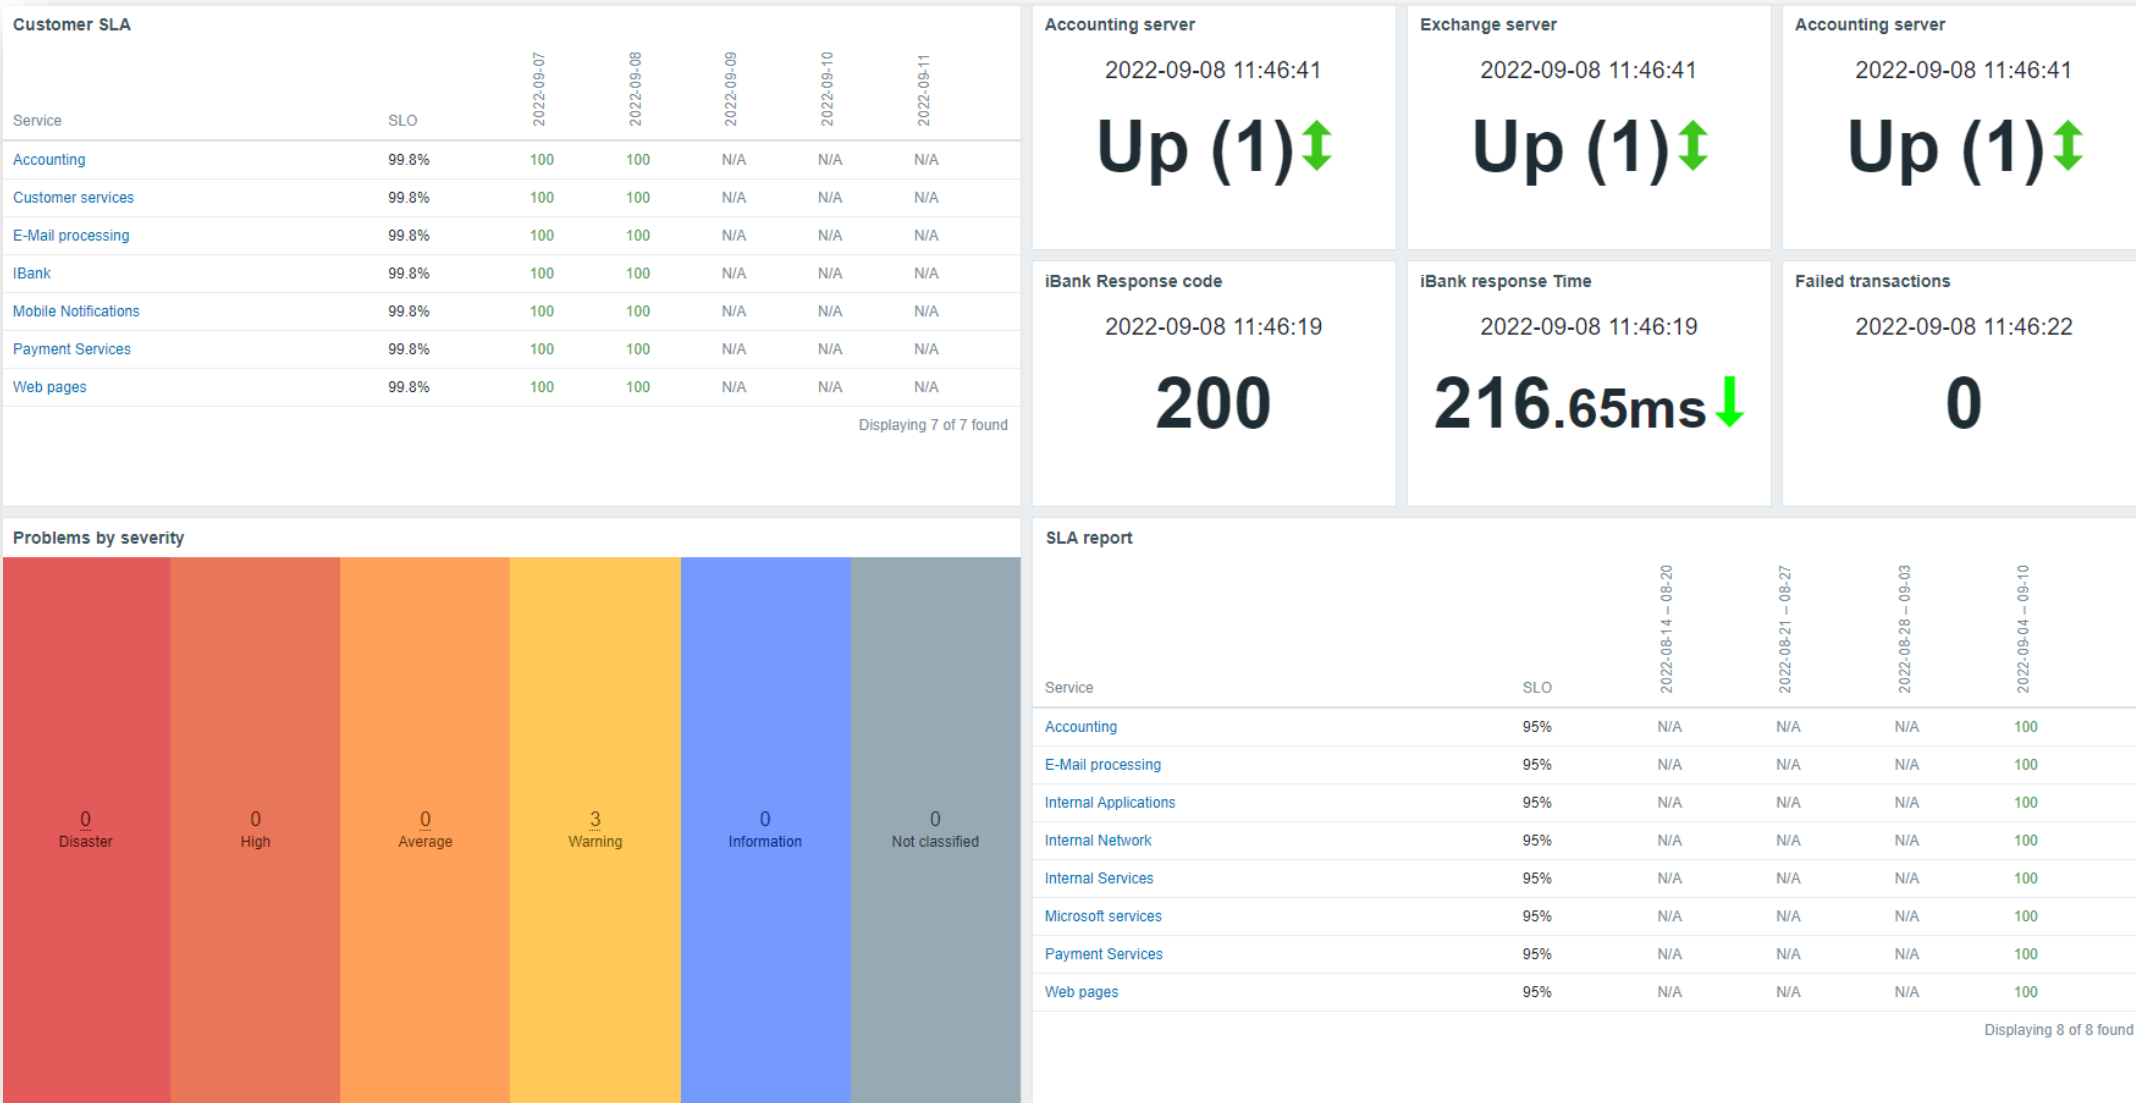 Customer SLA
Service SLO 2022-09-07 2022-09-08 2022-09-09 2022-09-10 2022-09-11
Accounting 99.8% 100 100 N/A N/A N/A
Customer services 99.8% 100 100 N/A N/A N/A
E-Mail processing 99.8% 100 100 N/A N/A N/A
IBank 99.8% 100 100 N/A N/A N/A
Mobile Notifications 99.8% 100 100 N/A N/A N/A
Payment Services 99.8% 100 100 N/A N/A N/A
Web pages 99.8% 100 100 N/A N/A N/A
Displaying 7 of 7 found
Accounting server
2022-09-08 11:46:41
Up (1)
Exchange server
2022-09-08 11:46:41
Up (1)
Accounting server
2022-09-08 11:46:41
Up (1)
iBank Response code
2022-09-08 11:46:19
200
iBank response Time
2022-09-08 11:46:19
216.65ms
Failed transactions
2022-09-08 11:46:22
0
Problems by severity
0
Disaster
0
High
0
Average
3
Warning
0
Information
0
Not classified
SLA report
Service SLO 2022-08-14 – 08-20 2022-08-21 – 08-27 2022-08-28 – 09-03 2022-09-04 – 09-10
Accounting 95% N/A N/A N/A 100
E-Mail processing 95% N/A N/A N/A 100
Internal Applications 95% N/A N/A N/A 100
Internal Network 95% N/A N/A N/A 100
Internal Services 95% N/A N/A N/A 100
Microsoft services 95% N/A N/A N/A 100
Payment Services 95% N/A N/A N/A 100
Web pages 95% N/A N/A N/A 100
Displaying 8 of 8 found